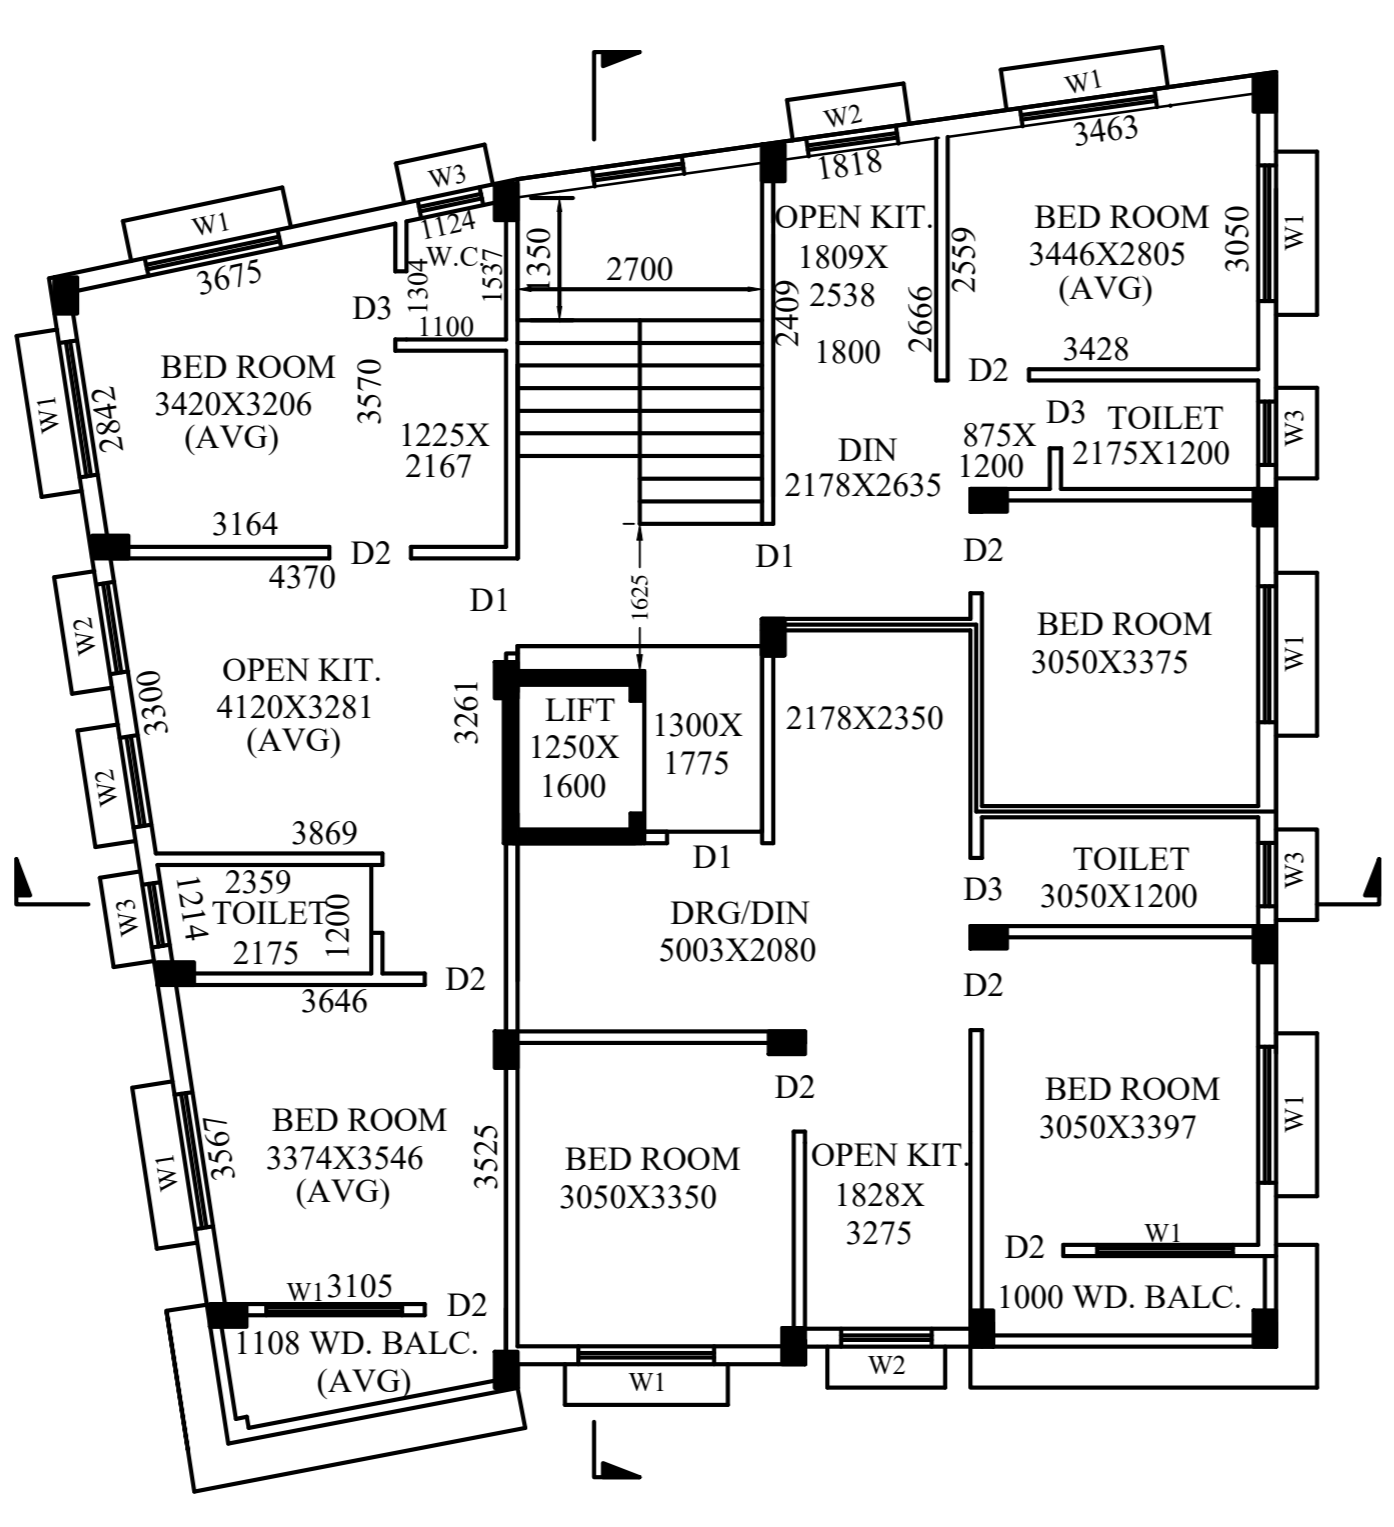 W1
W2
3463
W3
1818
W1
1124
3675
W.C.
1304
1537
1350
2700
OPEN KIT.
1809X
2538
2409
1800
2666
2559
BED ROOM
3446X2805
(AVG)
3050
W1
D3
1100
3428
D2
BED ROOM
3420X3206
(AVG)
3570
W1
2842
1225X
2167
D3
TOILET
2175X1200
W3
875X
1200
DIN
2178X2635
3164
D2
4370
D1
D1
D2
1625
W2
OPEN KIT.
4120X3281
(AVG)
3300
3261
LIFT
1250X
1600
1300X
1775
2178X2350
BED ROOM
3050X3375
W1
W2
3869
D1
TOILET
3050X1200
D3
W3
2359
TOILET
2175
1214
1200
W3
DRG/DIN
5003X2080
3646
D2
D2
D2
BED ROOM
3374X3546
(AVG)
3567
3525
W1
BED ROOM
3050X3350
OPEN KIT.
1828X
3275
BED ROOM
3050X3397
W1
W1
3105
D2
D2
W1
1108 WD. BALC.
(AVG)
1000 WD. BALC.
W1
W2